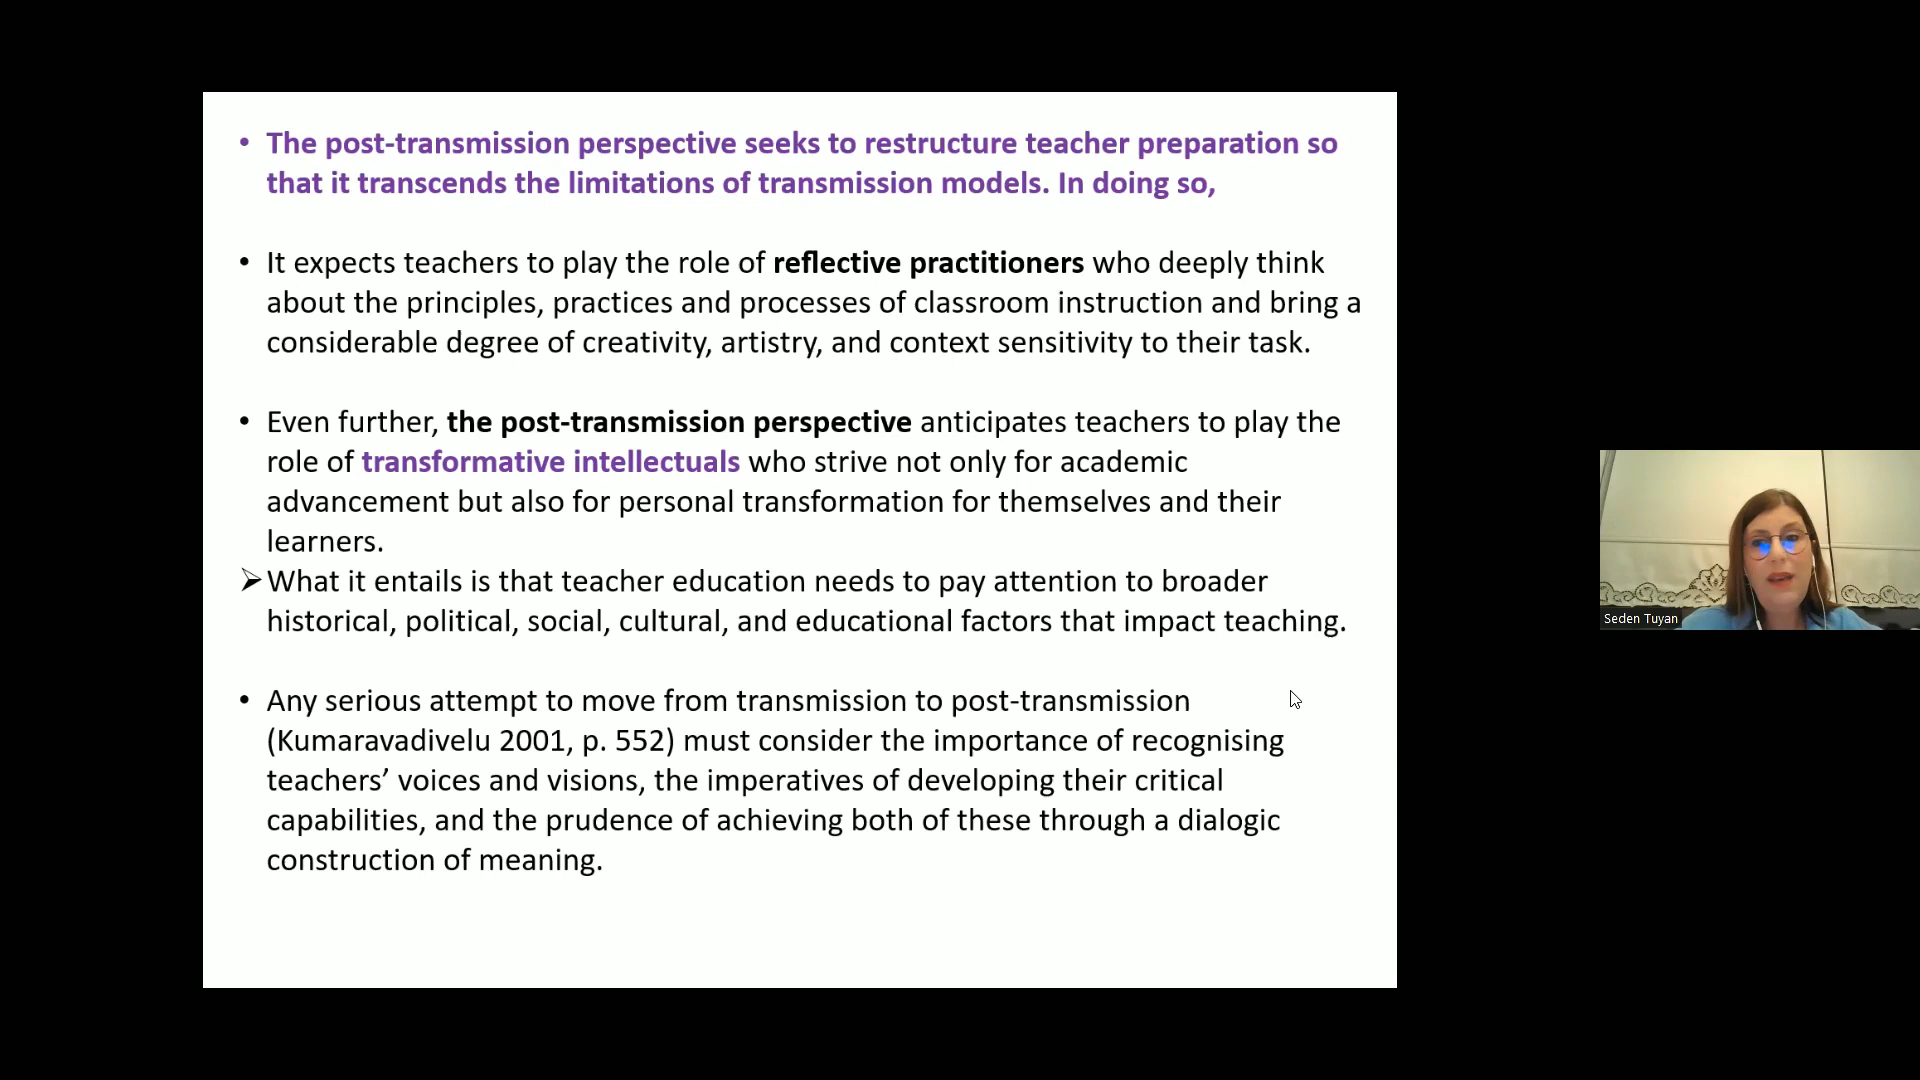 • The post-transmission perspective seeks to restructure teacher preparation so
that it transcends the limitations of transmission models. In doing so,
• It expects teachers to play the role of reflective practitioners who deeply think
about the principles, practices and processes of classroom instruction and bring a
considerable degree of creativity, artistry, and context sensitivity to their task.
• Even further, the post-transmission perspective anticipates teachers to play the
role of transformative intellectuals who strive not only for academic
advancement but also for personal transformation for themselves and their
learners.
➢ What it entails is that teacher education needs to pay attention to broader
historical, political, social, cultural, and educational factors that impact teaching.
• Any serious attempt to move from transmission to post-transmission
(Kumaravadivelu 2001, p. 552) must consider the importance of recognising
teachers’ voices and visions, the imperatives of developing their critical
capabilities, and the prudence of achieving both of these through a dialogic
construction of meaning.
Seden Tuyan